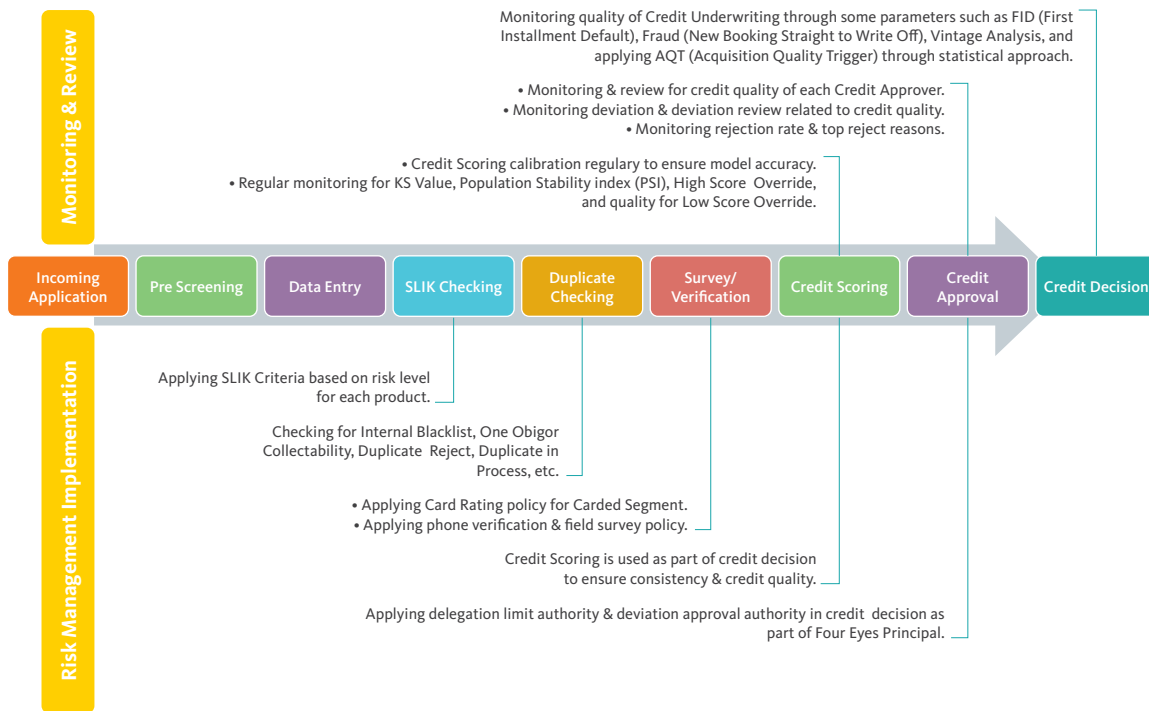 Monitoring & Review
Monitoring quality of Credit Underwriting through some parameters such as FID (First
Installment Default), Fraud (New Booking Straight to Write Off), Vintage Analysis, and
applying AQT (Acquisition Quality Trigger) through statistical approach.
• Monitoring & review for credit quality of each Credit Approver.
• Monitoring deviation & deviation review related to credit quality.
• Monitoring rejection rate & top reject reasons.
• Credit Scoring calibration regulary to ensure model accuracy.
• Regular monitoring for KS Value, Population Stability index (PSI), High Score Override,
and quality for Low Score Override.
Incoming
Application
Pre Screening
Data Entry
SLIK Checking
Duplicate
Checking
Survey/
Verification
Credit Scoring
Credit
Approval
Credit Decision
Risk Management Implementation
Applying SLIK Criteria based on risk level
for each product.
Checking for Internal Blacklist, One Obigor
Collectability, Duplicate Reject, Duplicate in
Process, etc.
• Applying Card Rating policy for Carded Segment.
• Applying phone verification & field survey policy.
Credit Scoring is used as part of credit decision
to ensure consistency & credit quality.
Applying delegation limit authority & deviation approval authority in credit decision as
part of Four Eyes Principal.